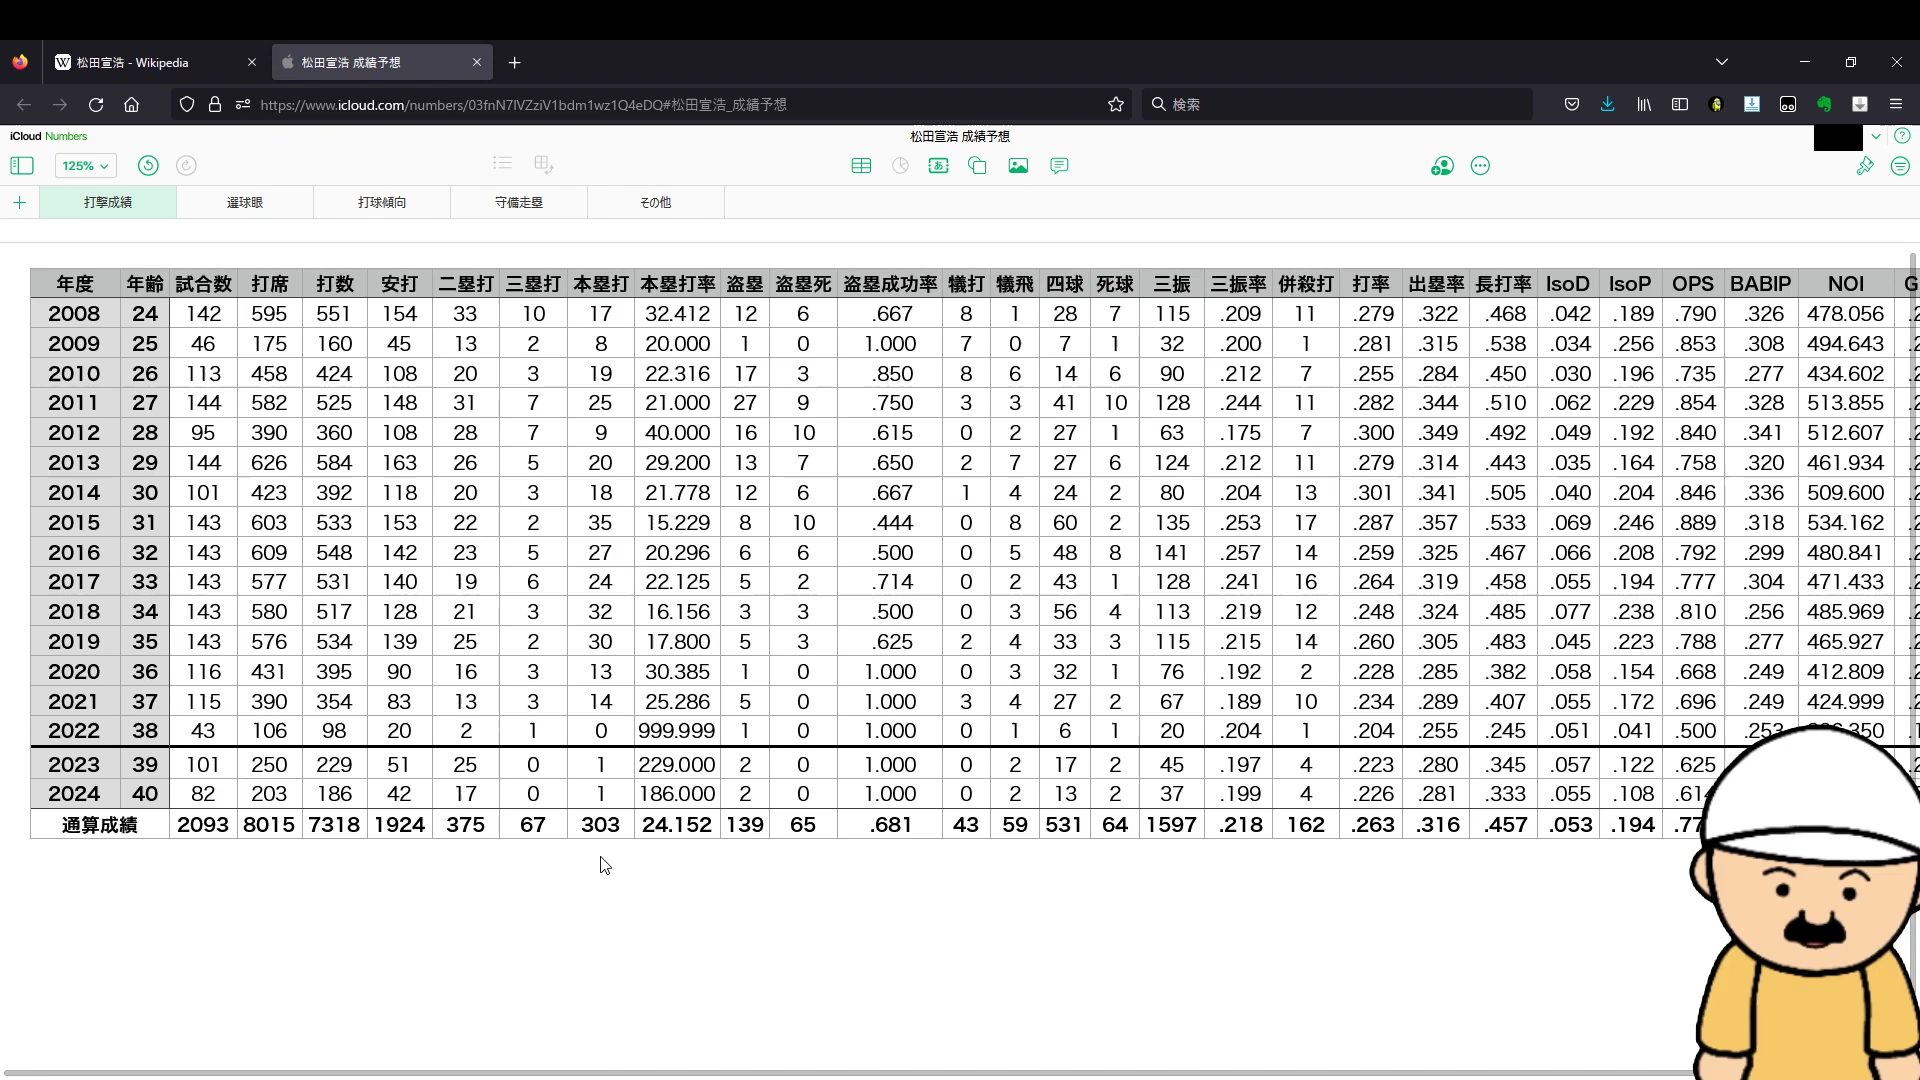 松田宣浩 - Wikipedia
松田宣浩 成績予想
https://www.icloud.com/numbers/03fnN7IVZziV1bdm1wz1Q4eDQ#松田宣浩_成績予想
検索
iCloud Numbers
松田宣浩 成績予想
125%
打撃成績 選球眼 打球傾向 守備走塁 その他
年度 年齢 試合数 打席 打数 安打 二塁打 三塁打 本塁打 本塁打率 盗塁 盗塁死 盗塁成功率 犠打 犠飛 四球 死球 三振 三振率 併殺打 打率 出塁率 長打率 IsoD IsoP OPS BABIP NOI G
2008 24 142 595 551 154 33 10 17 32.412 12 6 .667 8 1 28 7 115 .209 11 .279 .322 .468 .042 .189 .790 .326 478.056
2009 25 46 175 160 45 13 2 8 20.000 1 0 1.000 7 0 7 1 32 .200 1 .281 .315 .538 .034 .256 .853 .308 494.643
2010 26 113 458 424 108 20 3 19 22.316 17 3 .850 8 6 14 6 90 .212 7 .255 .284 .450 .030 .196 .735 .277 434.602
2011 27 144 582 525 148 31 7 25 21.000 27 9 .750 3 3 41 10 128 .244 11 .282 .344 .510 .062 .229 .854 .328 513.855
2012 28 95 390 360 108 28 7 9 40.000 16 10 .615 0 2 27 1 63 .175 7 .300 .349 .492 .049 .192 .840 .341 512.607
2013 29 144 626 584 163 26 5 20 29.200 13 7 .650 2 7 27 6 124 .212 11 .279 .314 .443 .035 .164 .758 .320 461.934
2014 30 101 423 392 118 20 3 18 21.778 12 6 .667 1 4 24 2 80 .204 13 .301 .341 .505 .040 .204 .846 .336 509.600
2015 31 143 603 533 153 22 2 35 15.229 8 10 .444 0 8 60 2 135 .253 17 .287 .357 .533 .069 .246 .889 .318 534.162
2016 32 143 609 548 142 23 5 27 20.296 6 6 .500 0 5 48 8 141 .257 14 .259 .325 .467 .066 .208 .792 .299 480.841
2017 33 143 577 531 140 19 6 24 22.125 5 2 .714 0 2 43 1 128 .241 16 .264 .319 .458 .055 .194 .777 .304 471.433
2018 34 143 580 517 128 21 3 32 16.156 3 3 .500 0 3 56 4 113 .219 12 .248 .324 .485 .077 .238 .810 .256 485.969
2019 35 143 576 534 139 25 2 30 17.800 5 3 .625 2 4 33 3 115 .215 14 .260 .305 .483 .045 .223 .788 .277 465.927
2020 36 116 431 395 90 16 3 13 30.385 1 0 1.000 0 3 32 1 76 .192 2 .228 .285 .382 .058 .154 .668 .249 412.809
2021 37 115 390 354 83 13 3 14 25.286 5 0 1.000 3 4 27 2 67 .189 10 .234 .289 .407 .055 .172 .696 .249 424.999
2022 38 43 106 98 20 2 1 0 999.999 1 0 1.000 0 1 6 1 20 .204 1 .204 .255 .245 .051 .041 .500 .253
2023 39 101 250 229 51 25 0 1 229.000 2 0 1.000 0 2 17 2 45 .197 4 .223 .280 .345 .057 .122 .625
2024 40 82 203 186 42 17 0 1 186.000 2 0 1.000 0 2 13 2 37 .199 4 .226 .281 .333 .055 .108 .614
通算成績 2093 8015 7318 1924 375 67 303 24.152 139 65 .681 43 59 531 64 1597 .218 162 .263 .316 .457 .053 .194 .77